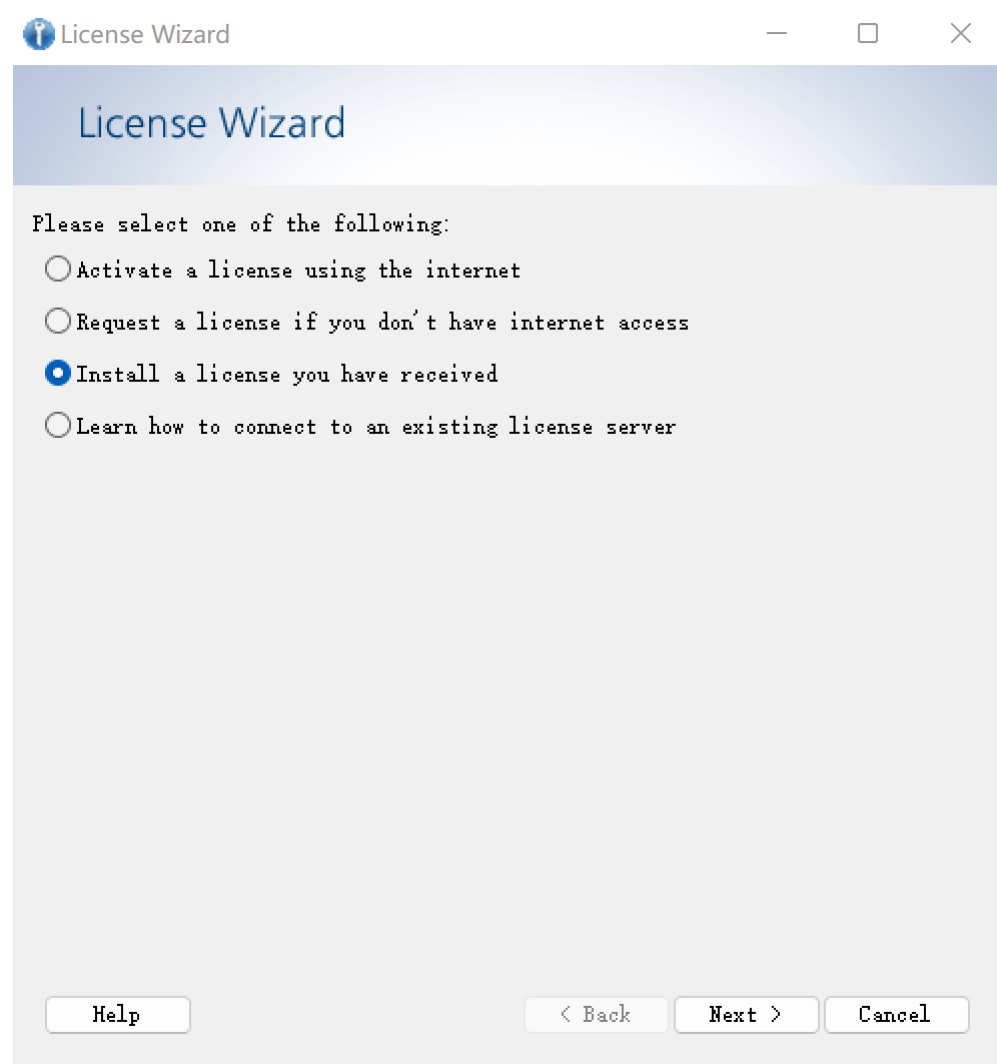 License Wizard
License Wizard
Please select one of the following:
Activate a license using the internet
Request a license if you don't have internet access
Install a license you have received
Learn how to connect to an existing license server
Help
< Back
Next >
Cancel